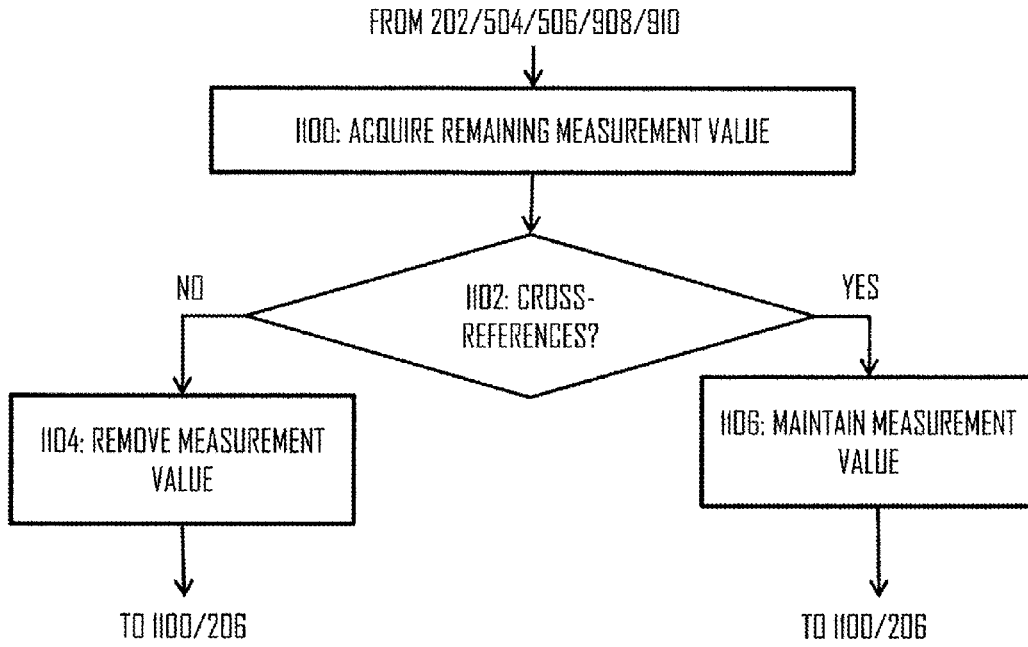 FROM 202/504/506/908/910
1100: ACQUIRE REMAINING MEASUREMENT VALUE
NO
1102: CROSS-
REFERENCES?
YES
1104: REMOVE MEASUREMENT
VALUE
1106: MAINTAIN MEASUREMENT
VALUE
TO 1100/206
TO 1100/206